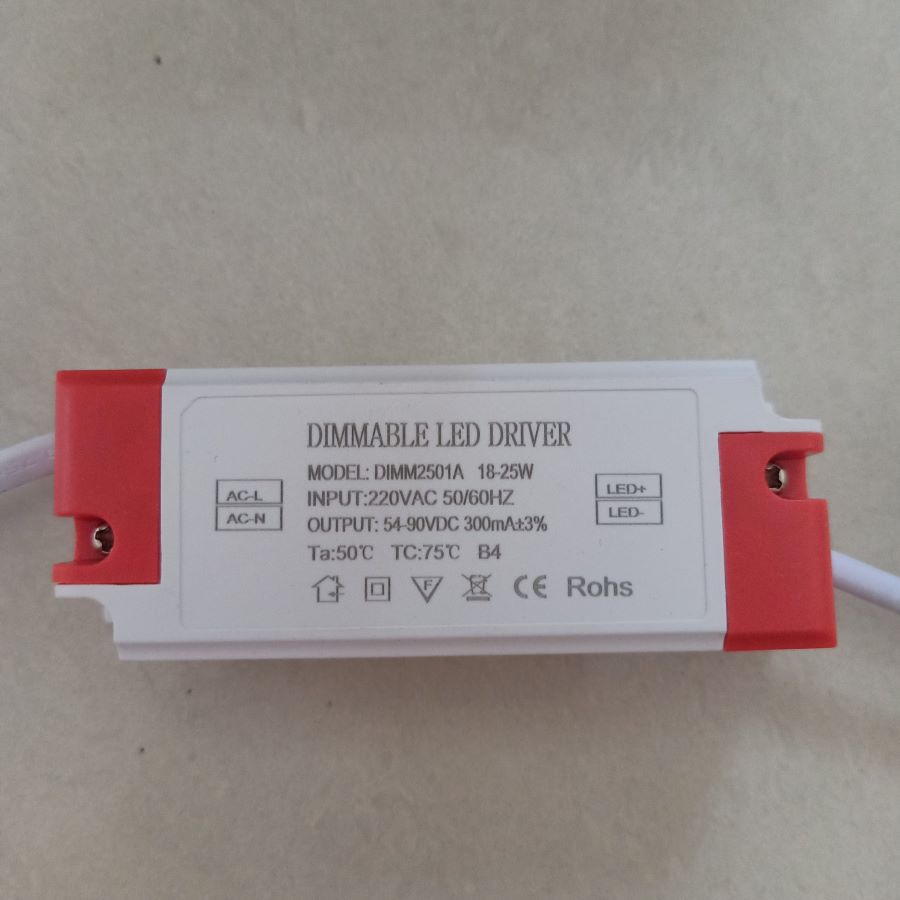 DIMMABLE LED DRIVER
MODEL: DIMM2501A 18-25W
INPUT:220VAC 50/60HZ
OUTPUT: 54-90VDC 300mA±3%
Ta:50℃ TC:75℃ B4
F CE Rohs
AC-L
AC-N
LED+
LED-